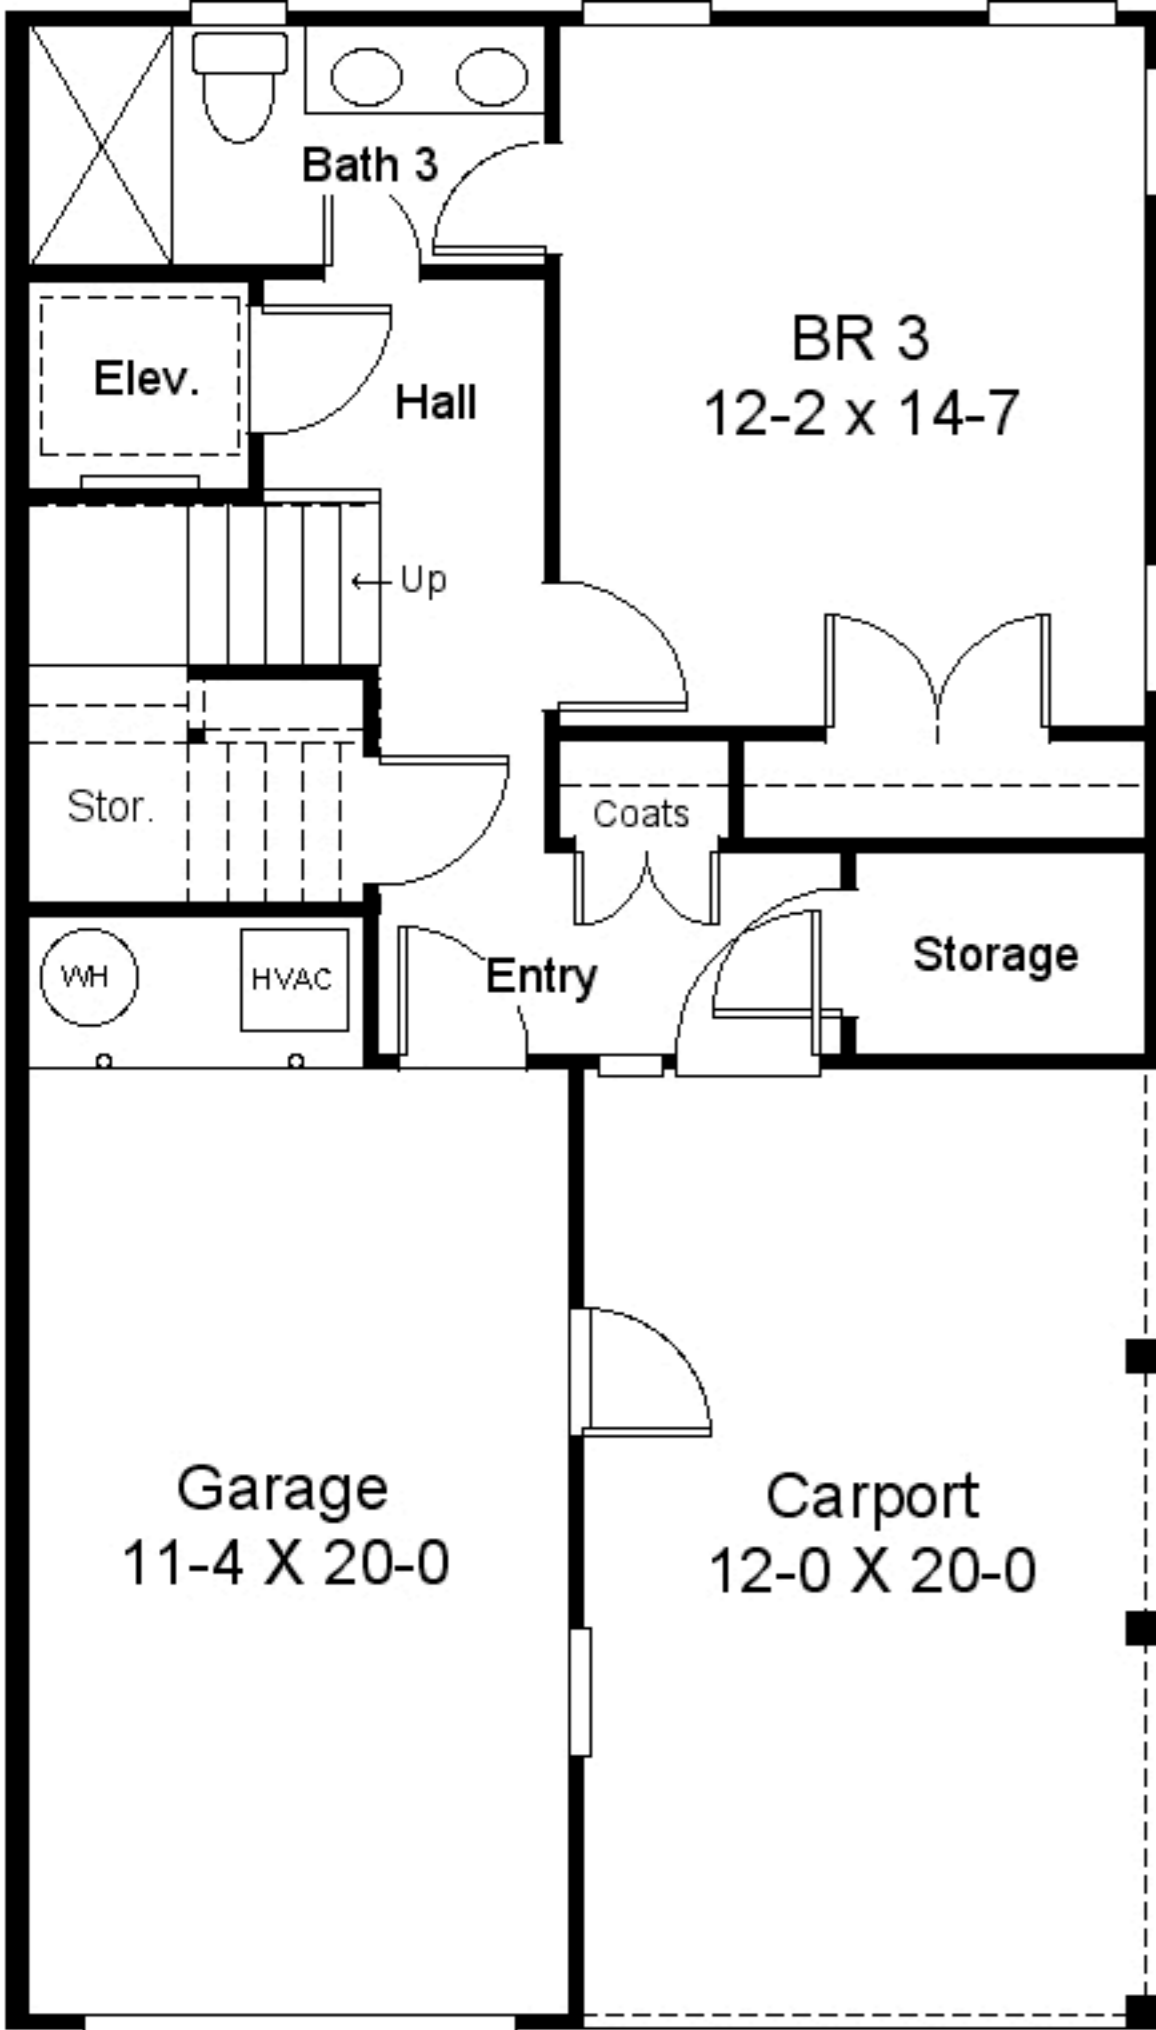 Bath 3
BR 3
12-2 x 14-7
Elev.
Hall
Up
Stor.
Coats
Storage
Entry
WH
HVAC
Garage
11-4 X 20-0
Carport
12-0 X 20-0